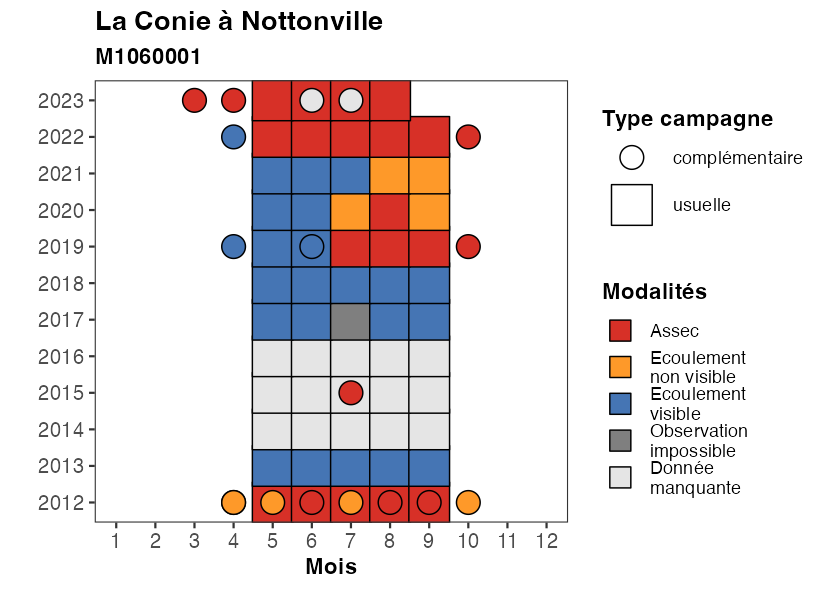 La Conie à Nottonville
M1060001
2023
2022
2021
2020
2019
2018
2017
2016
2015
2014
2013
2012
1 2 3 4 5 6 7 8 9 10 11 12
Mois
Type campagne
complémentaire
usuelle
Modalités
Assec
Ecoulement
non visible
Ecoulement
visible
Observation
impossible
Donnée
manquante